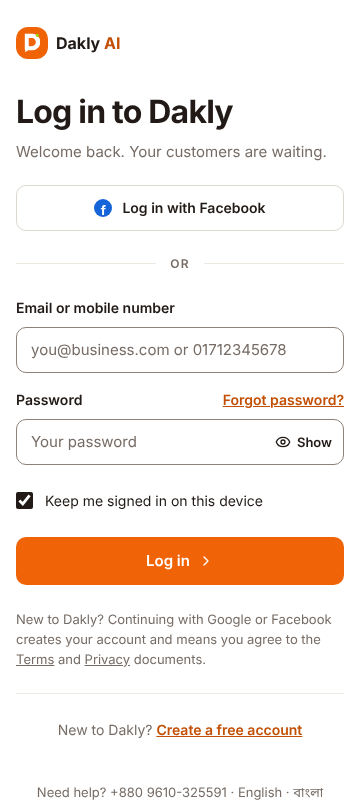 Dakly AI
Log in to Dakly
Welcome back. Your customers are waiting.
Log in with Facebook
OR
Email or mobile number
you@business.com or 01712345678
Password
Forgot password?
Your password
Show
Keep me signed in on this device
Log in
New to Dakly? Continuing with Google or Facebook
creates your account and means you agree to the
Terms and Privacy documents.
New to Dakly? Create a free account
Need help? +880 9610-325591 · English · বাংলা